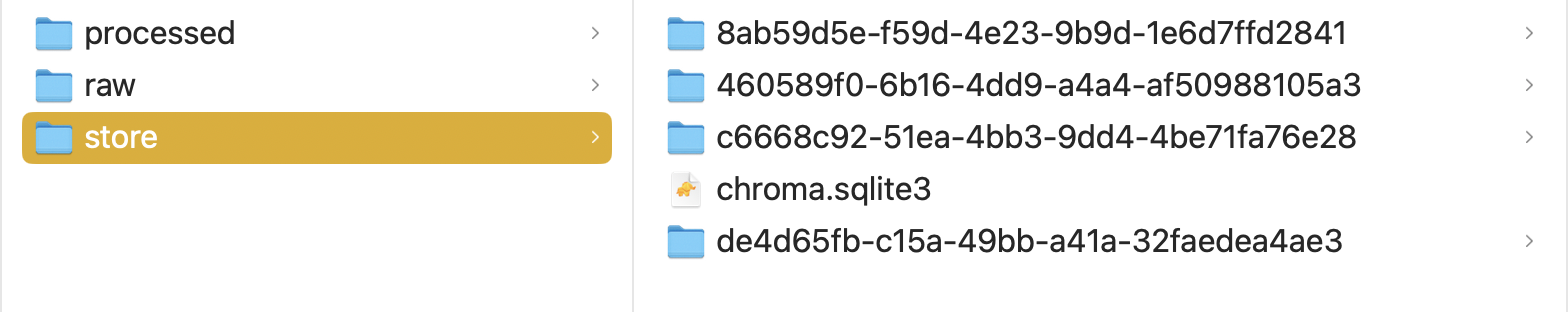 processed
raw
store
8ab59d5e-f59d-4e23-9b9d-1e6d7ffd2841
460589f0-6b16-4dd9-a4a4-af50988105a3
c6668c92-51ea-4bb3-9dd4-4be71fa76e28
chroma.sqlite3
de4d65fb-c15a-49bb-a41a-32faedea4ae3